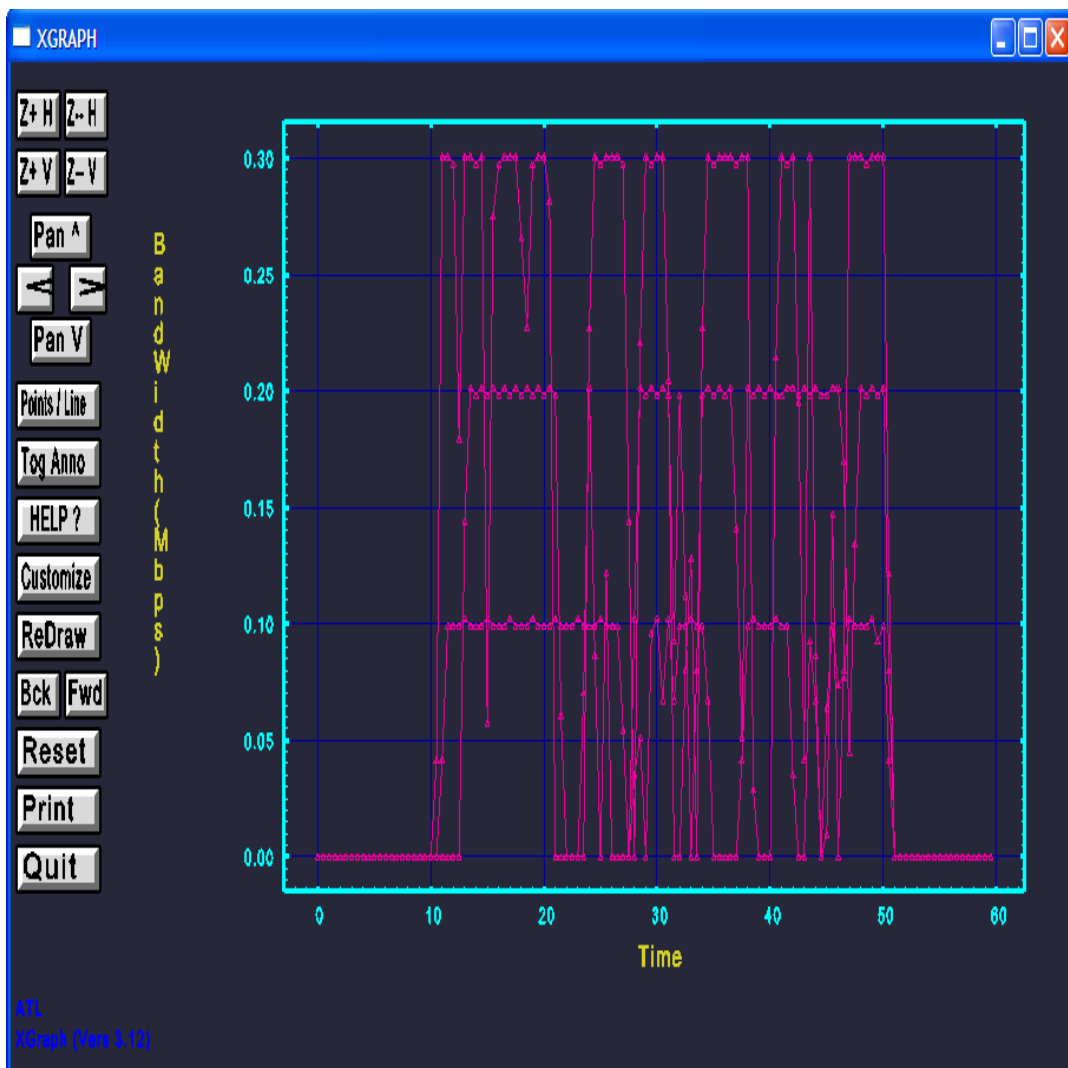 XGRAPH
Z+ H Z-- H
Z+ V Z-- V
Pan ^
< >
Pan V
Points / Line
Tog Anno
HELP ?
Customize
ReDraw
Bck Fwd
Reset
Print
Quit
BandWidth(Mbps)
0.30
0.25
0.20
0.15
0.10
0.05
0.00
0 10 20 30 40 50 60
Time
ATL
XGraph (Vers 3.12)